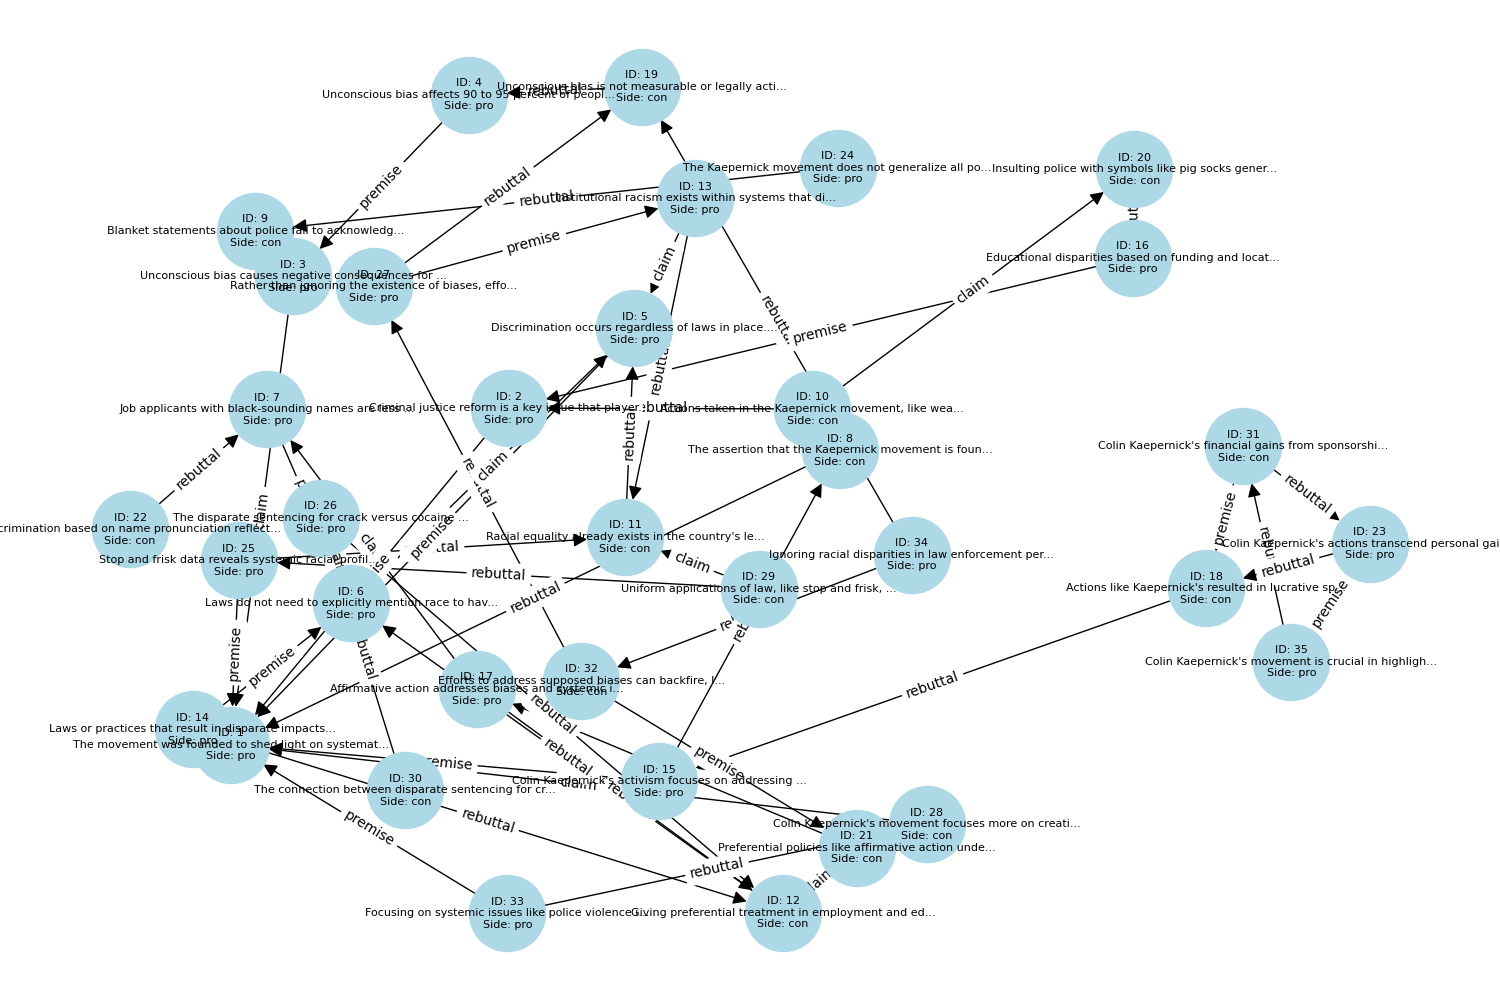 ID: 4
Unconscious bias affects 90 to 95 percent of peopl...
Side: pro
ID: 19
Unconscious bias is not measurable or legally acti...
Side: con
rebuttal
ID: 24
The Kaepernick movement does not generalize all po...
Side: pro
ID: 20
Insulting police with symbols like pig socks gener...
Side: con
premise
rebuttal
ID: 13
Institutional racism exists within systems that di...
Side: pro
rebuttal
ID: 9
Blanket statements about police fail to acknowledg...
Side: con
premise
ID: 16
Educational disparities based on funding and locat...
Side: pro
ID: 3
Unconscious bias causes negative consequences for ...
Side: pro
ID: 27
Rather than ignoring the existence of biases, effo...
Side: pro
claim
claim
ID: 5
Discrimination occurs regardless of laws in place....
Side: pro
premise
rebuttal
ID: 7
Job applicants with black-sounding names are less ...
Side: pro
ID: 2
Criminal justice reform is a key issue that player...
Side: pro
rebuttal
ID: 10
Actions taken in the Kaepernick movement, like wea...
Side: con
rebuttal
ID: 8
The assertion that the Kaepernick movement is foun...
Side: con
ID: 31
Colin Kaepernick's financial gains from sponsorshi...
Side: con
rebuttal
claim
rebuttal
ID: 22
Side: con
ID: 26
The disparate sentencing for crack versus cocaine ...
Side: pro
claim
premise
ID: 11
Racial equality already exists in the country's le...
Side: con
premise
rebuttal
ID: 23
Colin Kaepernick's actions transcend personal gai
Side: pro
ID: 25
Stop and frisk data reveals systemic racial profil...
Side: pro
ID: 34
Ignoring racial disparities in law enforcement per...
Side: pro
claim
rebuttal
rebuttal
ID: 29
Uniform applications of law, like stop and frisk, ...
Side: con
ID: 18
Actions like Kaepernick's resulted in lucrative sp...
Side: con
ID: 6
Laws do not need to explicitly mention race to hav...
Side: pro
rebuttal
premise
premise
premise
ID: 35
Colin Kaepernick's movement is crucial in highligh...
Side: pro
ID: 17
Affirmative action addresses biases and systemic i...
Side: pro
ID: 32
Efforts to address supposed biases can backfire, l...
Side: con
rebuttal
rebuttal
ID: 14
Laws or practices that result in disparate impacts...
Side: pro
ID: 1
The movement was founded to shed light on systemat...
Side: pro
rebuttal
premise
premise
claim
ID: 15
Colin Kaepernick's activism focuses on addressing ...
Side: pro
ID: 30
The connection between disparate sentencing for cr...
Side: con
premise
rebuttal
ID: 28
Colin Kaepernick's movement focuses more on creati...
Side: con
ID: 21
Preferential policies like affirmative action unde...
Side: con
rebuttal
claim
ID: 33
Focusing on systemic issues like police violence i...
Side: pro
ID: 12
Giving preferential treatment in employment and ed...
Side: con